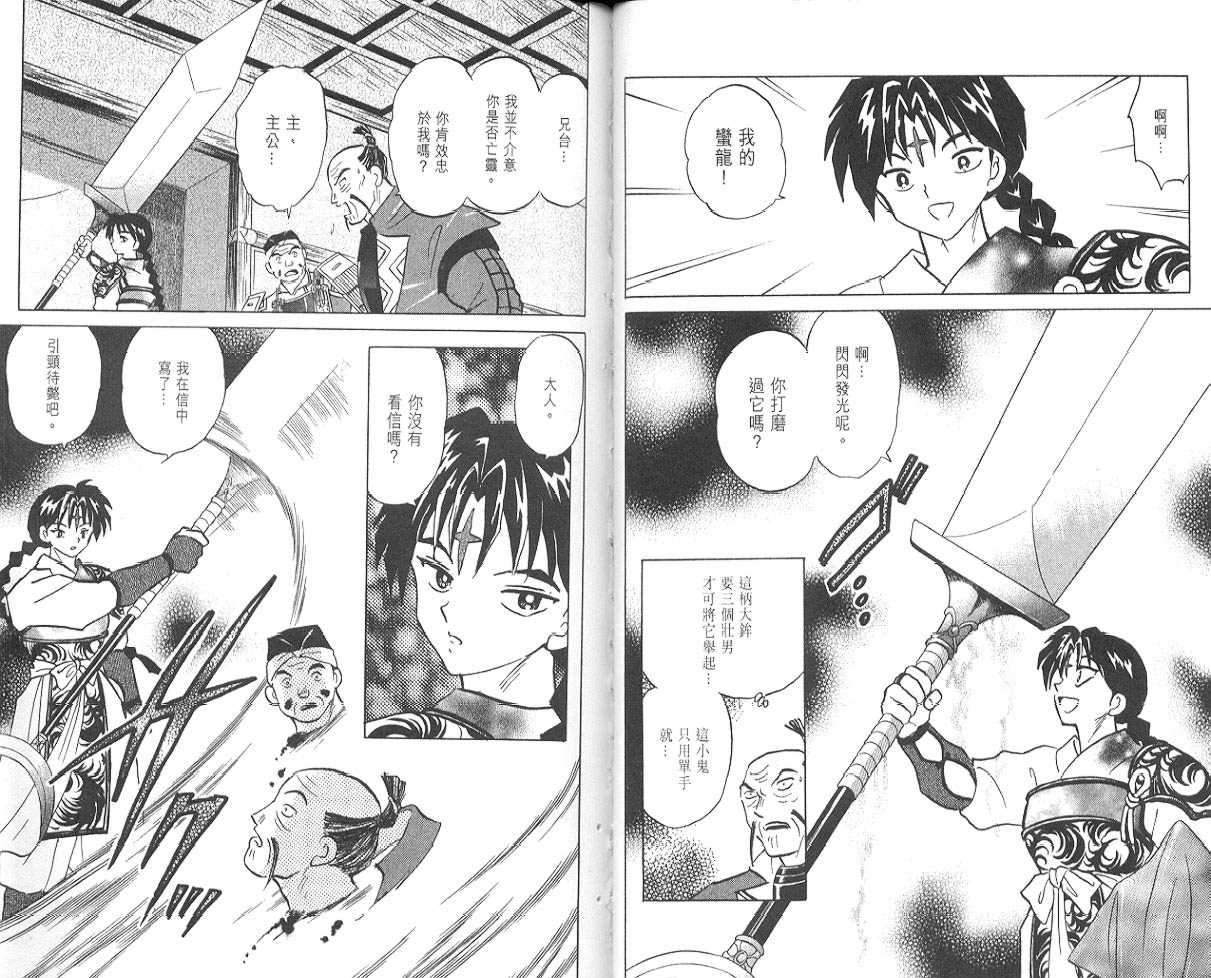 啊啊…
我的
蠻龍！
啊…
閃閃發光呢。
你打磨
過它嗎？
這柄大鉾
要三個壯男
才可將它舉起…
這小鬼
只用單手
就…
兄台…
我並不介意
你是否亡靈。
你肯效忠
於我嗎？
主、
主公…
大人。
你沒有
看信嗎？
我在信中
寫了…
引頸待斃吧。